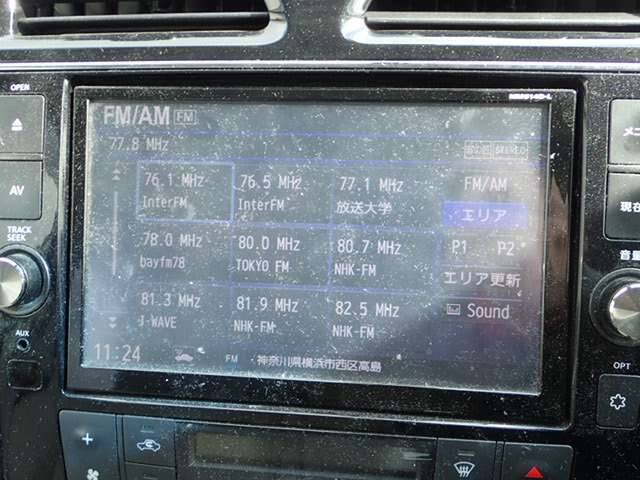 OPEN
AV
TRACK
SEEK
AUX
FM/AM FM
77.8 MHz
76.1 MHz 76.5 MHz 77.1 MHz FM/AM
InterFM InterFM 放送大学 エリア
78.0 MHz 80.0 MHz 80.7 MHz P1 P2
bayfm78 TOKYO FM NHK-FM エリア更新
81.3 MHz 81.9 MHz 82.5 MHz Sound
J-WAVE NHK-FM NHK-FM
11:24 FM 神奈川県横浜市西区高島
現在
音量
OPT